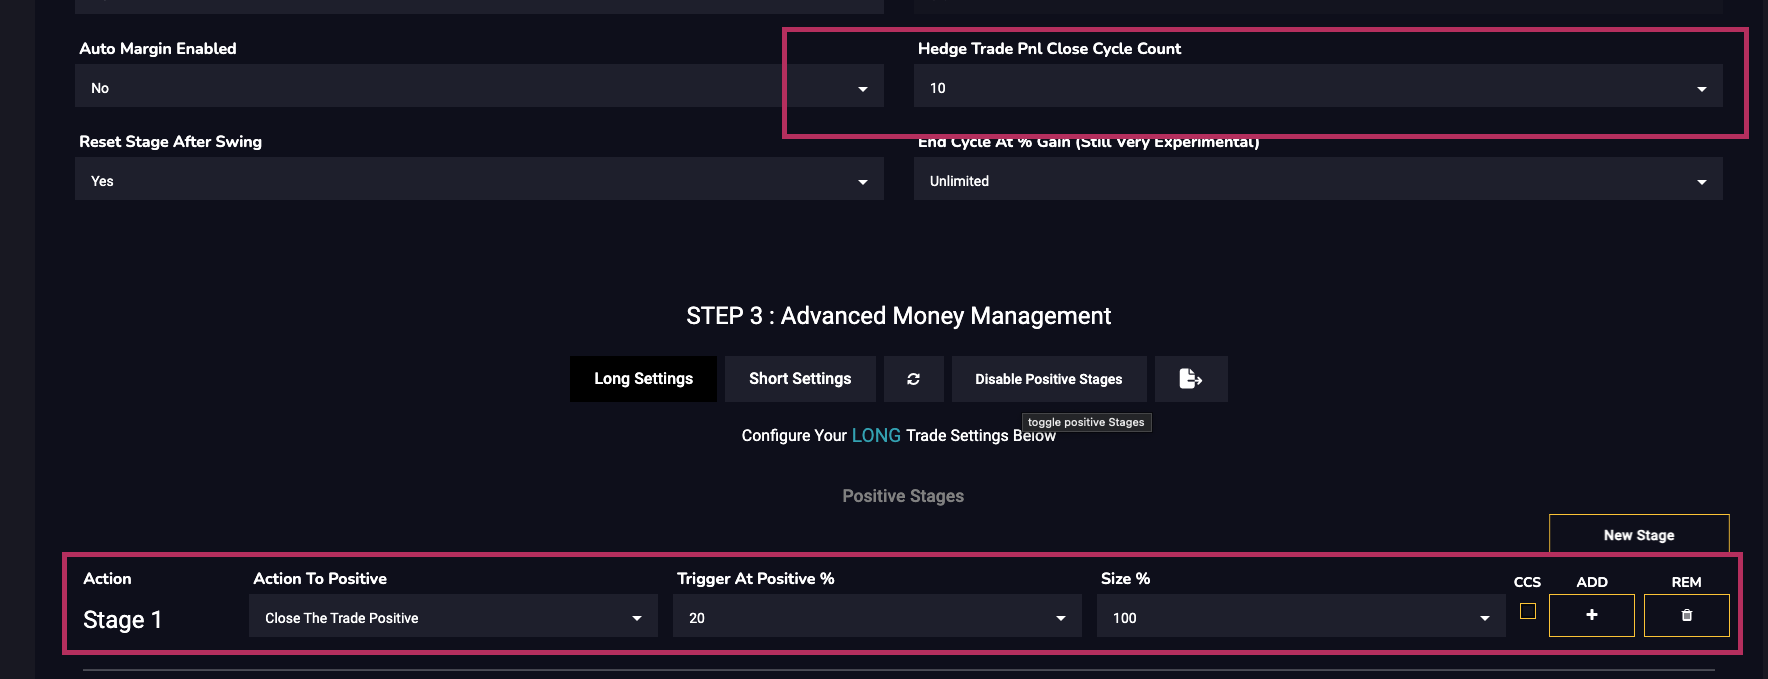 Auto Margin Enabled
Hedge Trade Pnl Close Cycle Count
No
10
Reset Stage After Swing
End Cycle At % Gain (Still Very Experimental)
Yes
Unlimited
STEP 3 : Advanced Money Management
Long Settings
Short Settings
Disable Positive Stages
toggle positive Stages
Configure Your LONG Trade Settings Below
Positive Stages
New Stage
Action
Action To Positive
Trigger At Positive %
Size %
CCS
ADD
REM
Stage 1
Close The Trade Positive
20
100